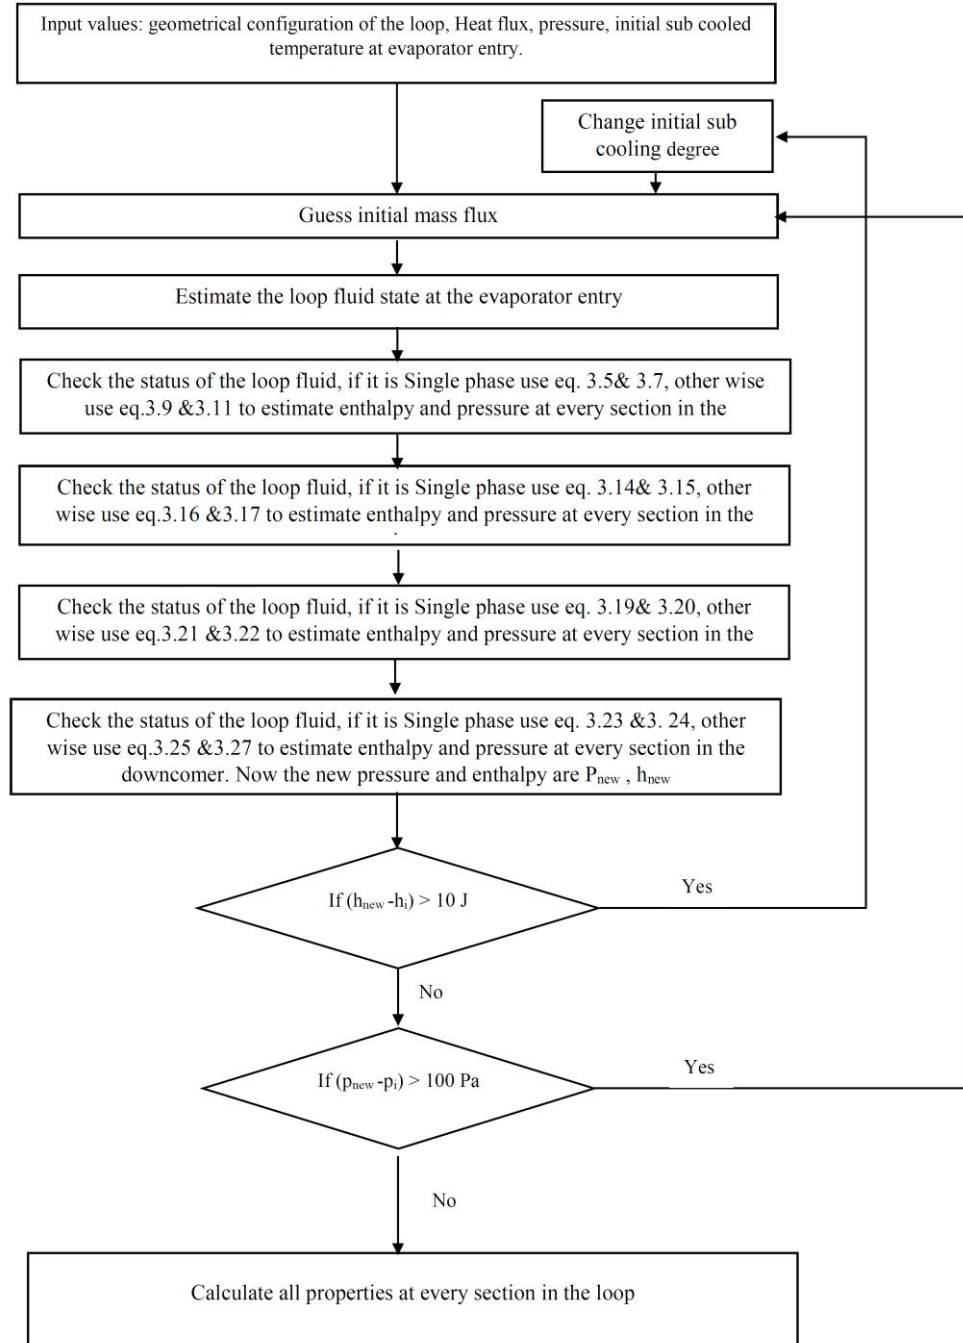 Input values: geometrical configuration of the loop, Heat flux, pressure, initial sub cooled
temperature at evaporator entry.
Change initial sub
cooling degree
Guess initial mass flux
Estimate the loop fluid state at the evaporator entry
Check the status of the loop fluid, if it is Single phase use eq. 3.5& 3.7, other wise
use eq.3.9 &3.11 to estimate enthalpy and pressure at every section in the
Check the status of the loop fluid, if it is Single phase use eq. 3.14& 3.15, other
wise use eq.3.16 &3.17 to estimate enthalpy and pressure at every section in the
Check the status of the loop fluid, if it is Single phase use eq. 3.19& 3.20, other
wise use eq.3.21 &3.22 to estimate enthalpy and pressure at every section in the
Check the status of the loop fluid, if it is Single phase use eq. 3.23 &3. 24, other
wise use eq.3.25 &3.27 to estimate enthalpy and pressure at every section in the
downcomer. Now the new pressure and enthalpy are Pnew , hnew
If (hnew -hi) > 10 J
Yes
No
If (pnew -pi) > 100 Pa
Yes
No
Calculate all properties at every section in the loop